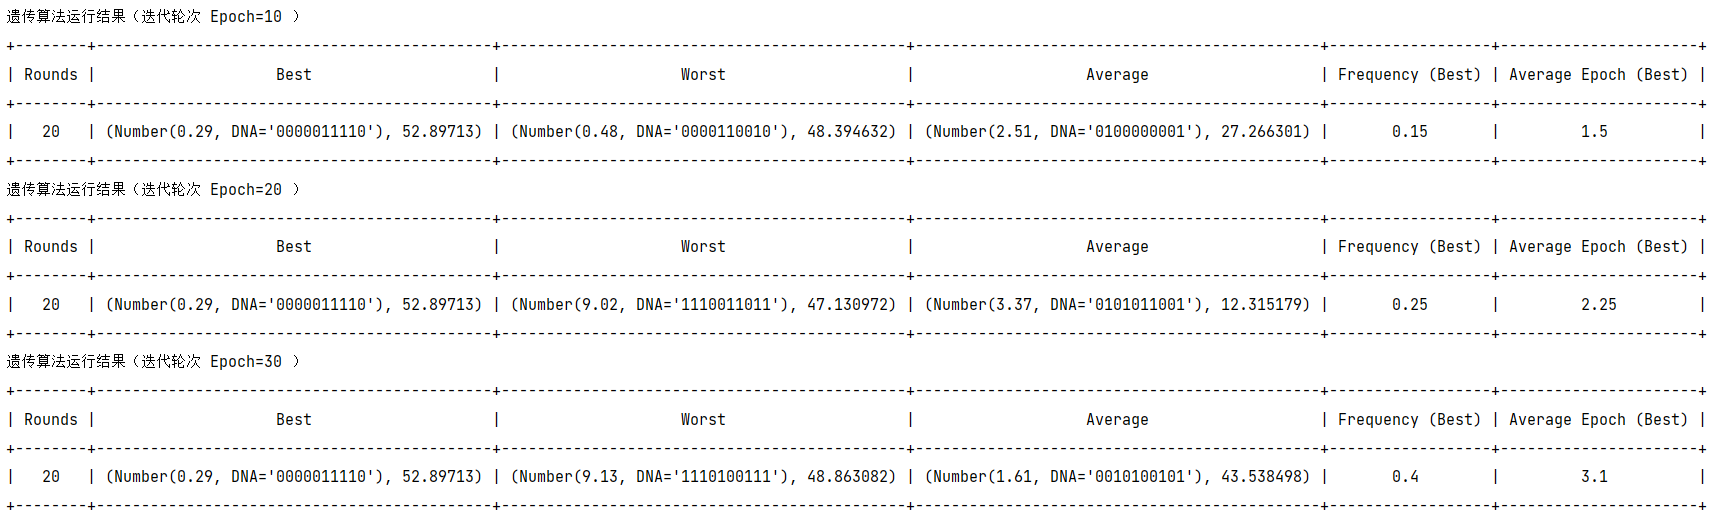 遗传算法运行结果（迭代轮次 Epoch=10 ）
+--------+--------------------------------------------+---------------------------------------------+---------------------------------------------+------------------+----------------------+
| Rounds |                    Best                    |                    Worst                    |                   Average                   | Frequency (Best) | Average Epoch (Best) |
+--------+--------------------------------------------+---------------------------------------------+---------------------------------------------+------------------+----------------------+
|   20   | (Number(0.29, DNA='0000011110'), 52.89713) | (Number(0.48, DNA='0000110010'), 48.394632) | (Number(2.51, DNA='0100000001'), 27.266301) |       0.15       |         1.5          |
+--------+--------------------------------------------+---------------------------------------------+---------------------------------------------+------------------+----------------------+
遗传算法运行结果（迭代轮次 Epoch=20 ）
+--------+--------------------------------------------+---------------------------------------------+---------------------------------------------+------------------+----------------------+
| Rounds |                    Best                    |                    Worst                    |                   Average                   | Frequency (Best) | Average Epoch (Best) |
+--------+--------------------------------------------+---------------------------------------------+---------------------------------------------+------------------+----------------------+
|   20   | (Number(0.29, DNA='0000011110'), 52.89713) | (Number(9.02, DNA='1110011011'), 47.130972) | (Number(3.37, DNA='0101011001'), 12.315179) |       0.25       |         2.25         |
+--------+--------------------------------------------+---------------------------------------------+---------------------------------------------+------------------+----------------------+
遗传算法运行结果（迭代轮次 Epoch=30 ）
+--------+--------------------------------------------+---------------------------------------------+---------------------------------------------+------------------+----------------------+
| Rounds |                    Best                    |                    Worst                    |                   Average                   | Frequency (Best) | Average Epoch (Best) |
+--------+--------------------------------------------+---------------------------------------------+---------------------------------------------+------------------+----------------------+
|   20   | (Number(0.29, DNA='0000011110'), 52.89713) | (Number(9.13, DNA='1110100111'), 48.863082) | (Number(1.61, DNA='0010100101'), 43.538498) |       0.4        |         3.1          |
+--------+--------------------------------------------+---------------------------------------------+---------------------------------------------+------------------+----------------------+